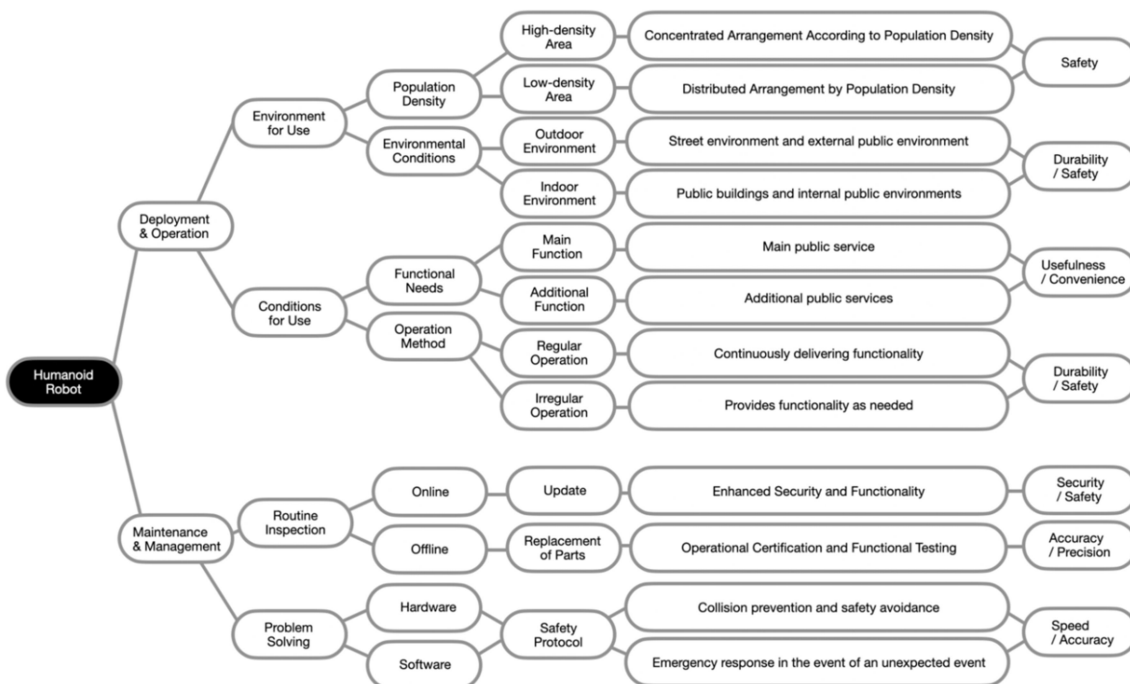 High-density
Area
Concentrated Arrangement According to Population Density
Safety
Population
Density
Low-density
Area
Distributed Arrangement by Population Density
Environment
for Use
Environmental
Conditions
Outdoor
Environment
Street environment and external public environment
Durability
/ Safety
Indoor
Environment
Public buildings and internal public environments
Deployment
& Operation
Main
Function
Main public service
Usefulness
/ Convenience
Functional
Needs
Additional
Function
Additional public services
Conditions
for Use
Operation
Method
Regular
Operation
Continuously delivering functionality
Durability
/ Safety
Irregular
Operation
Provides functionality as needed
Humanoid
Robot
Online
Update
Enhanced Security and Functionality
Security
/ Safety
Routine
Inspection
Maintenance
& Management
Offline
Replacement
of Parts
Operational Certification and Functional Testing
Accuracy
/ Precision
Hardware
Collision prevention and safety avoidance
Problem
Solving
Safety
Protocol
Speed
/ Accuracy
Software
Emergency response in the event of an unexpected event